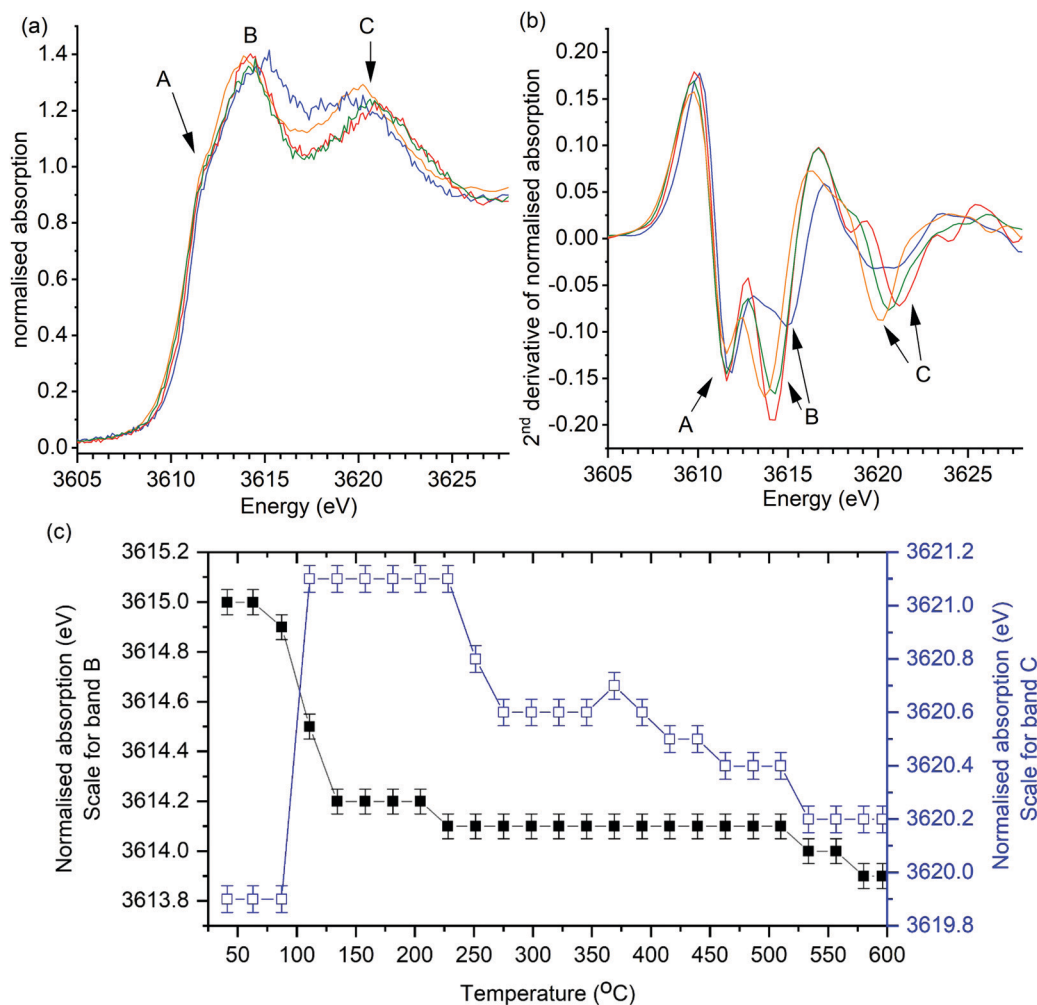 (a)
B
C
A
1.4
1.2
1.0
0.8
0.6
0.4
0.2
0.0
normalised absorption
3605 3610 3615 3620 3625
Energy (eV)
(b)
0.20
0.15
0.10
0.05
0.00
-0.05
-0.10
-0.15
-0.20
2nd derivative of normalised absorption
A
B
C
3605 3610 3615 3620 3625
Energy (eV)
(c)
3615.2
3615.0
3614.8
3614.5
3614.4
3614.2
3614.0
3613.8
Normalised absorption (eV)
Scale for band B
3621.2
3621.0
3620.8
3620.6
3620.4
3620.2
3620.0
3619.8
Normalised absorption (eV)
Scale for band C
50 100 150 200 250 300 350 400 450 500 550 600
Temperature (°C)